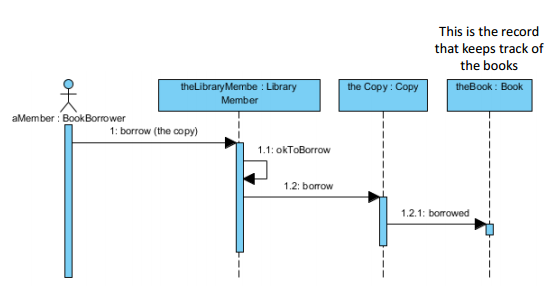 This is the record
that keeps track of
the books
theLibraryMembe : Library
Member
the Copy : Copy
theBook : Book
aMember : BookBorrower
1: borrow (the copy)
1.1: okToBorrow
1.2: borrow
1.2.1: borrowed